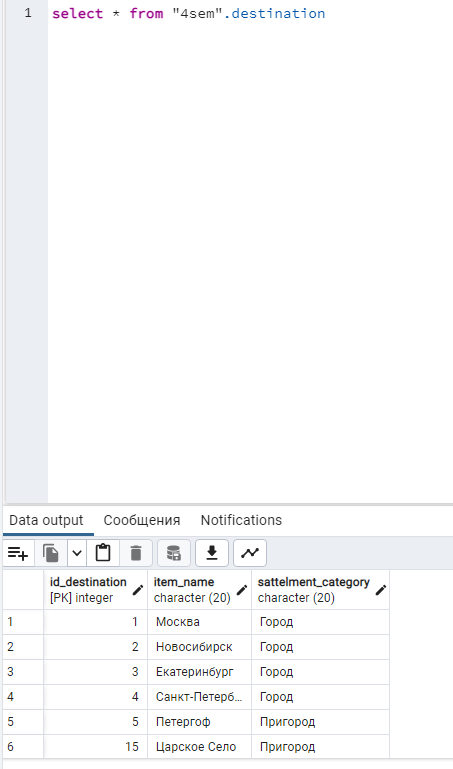 1 select * from "4sem".destination
Data output Сообщения Notifications
id_destination item_name sattelment_category
[PK] integer character (20) character (20)
1 1 Москва Город
2 2 Новосибирск Город
3 3 Екатеринбург Город
4 4 Санкт-Петерб... Город
5 5 Петергоф Пригород
6 15 Царское Село Пригород